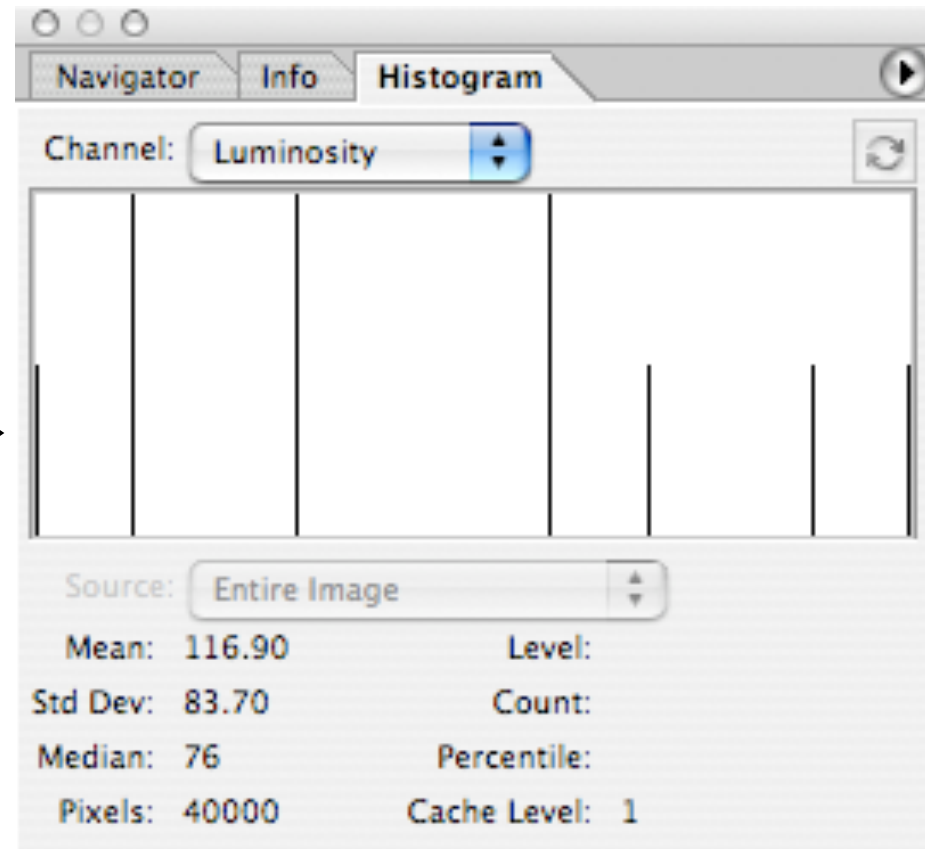 Navigator Info Histogram
Channel: Luminosity
Source: Entire Image
Mean: 116.90 Level:
Std Dev: 83.70 Count:
Median: 76 Percentile:
Pixels: 40000 Cache Level: 1